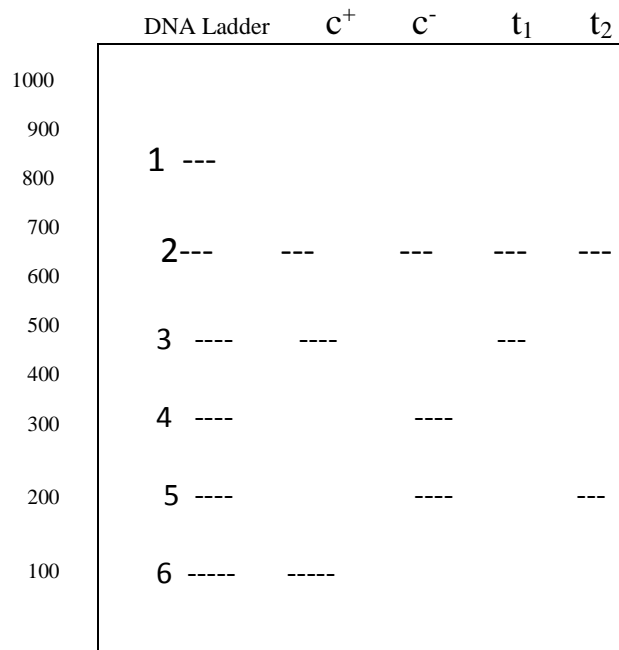 DNA Ladder c⁺ c⁻ t₁ t₂
1000
900
1 ---
800
700
2--- --- --- --- ---
600
500
3 ---- ---- ---
400
4 ---- ----
300
200 5 ---- ---- ---
100 6 ----- -----